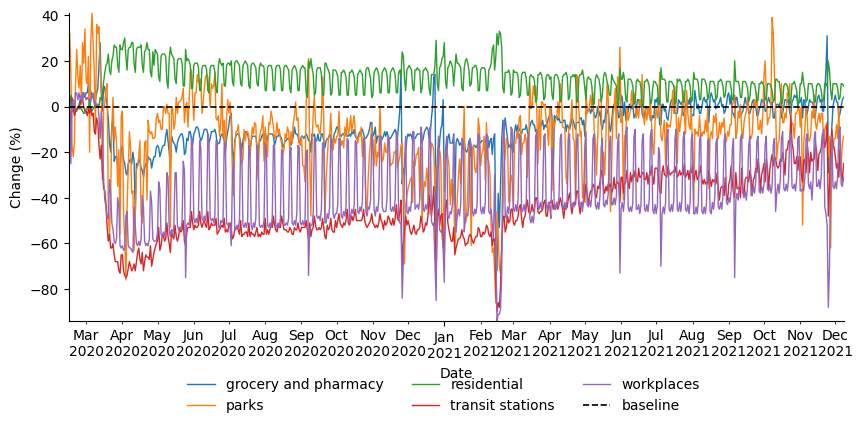 40
20
0
−20
−40
−60
−80
Change (%)
Mar Apr May Jun Jul Aug Sep Oct Nov Dec Jan Feb Mar Apr May Jun Jul Aug Sep Oct Nov Dec
2020 2020 2020 2020 2020 2020 2020 2020 2020 2020 2021 2021 2021 2021 2021 2021 2021 2021 2021 2021 2021 2021
Date
grocery and pharmacy residential workplaces
parks transit stations baseline